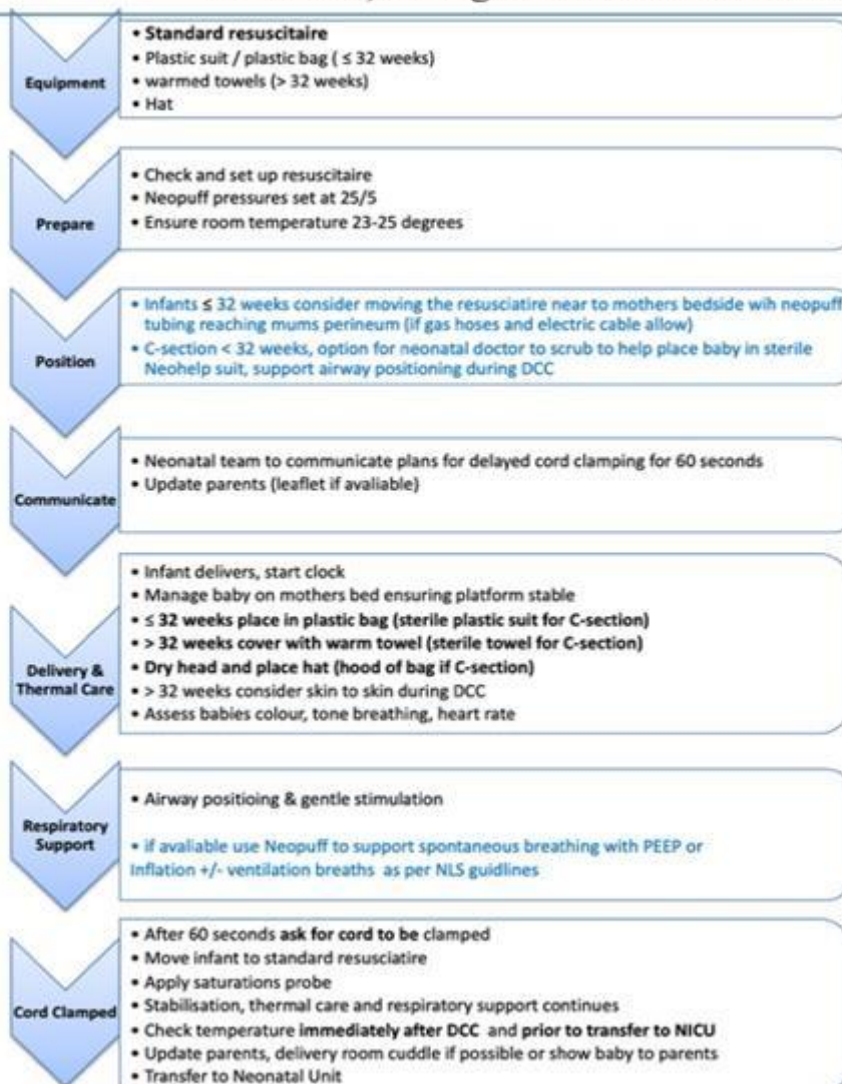 Equipment
• Standard resuscitaire
• Plastic suit / plastic bag ( ≤ 32 weeks)
• warmed towels (> 32 weeks)
• Hat
Prepare
• Check and set up resuscitaire
• Neopuff pressures set at 25/5
• Ensure room temperature 23-25 degrees
Position
• Infants ≤ 32 weeks consider moving the resusciatire near to mothers bedside wih neopuff
tubing reaching mums perineum (if gas hoses and electric cable allow)
• C-section < 32 weeks, option for neonatal doctor to scrub to help place baby in sterile
Neohelp suit, support airway positioning during DCC
Communicate
• Neonatal team to communicate plans for delayed cord clamping for 60 seconds
• Update parents (leaflet if avaliable)
Delivery &
Thermal Care
• Infant delivers, start clock
• Manage baby on mothers bed ensuring platform stable
• ≤ 32 weeks place in plastic bag (sterile plastic suit for C-section)
• > 32 weeks cover with warm towel (sterile towel for C-section)
• Dry head and place hat (hood of bag if C-section)
• > 32 weeks consider skin to skin during DCC
• Assess babies colour, tone breathing, heart rate
Respiratory
Support
• Airway positioing & gentle stimulation
• if avaliable use Neopuff to support spontaneous breathing with PEEP or
Inflation +/- ventilation breaths as per NLS guidlines
Cord Clamped
• After 60 seconds ask for cord to be clamped
• Move infant to standard resusciatire
• Apply saturations probe
• Stabilisation, thermal care and respiratory support continues
• Check temperature immediately after DCC and prior to transfer to NICU
• Update parents, delivery room cuddle if possible or show baby to parents
• Transfer to Neonatal Unit